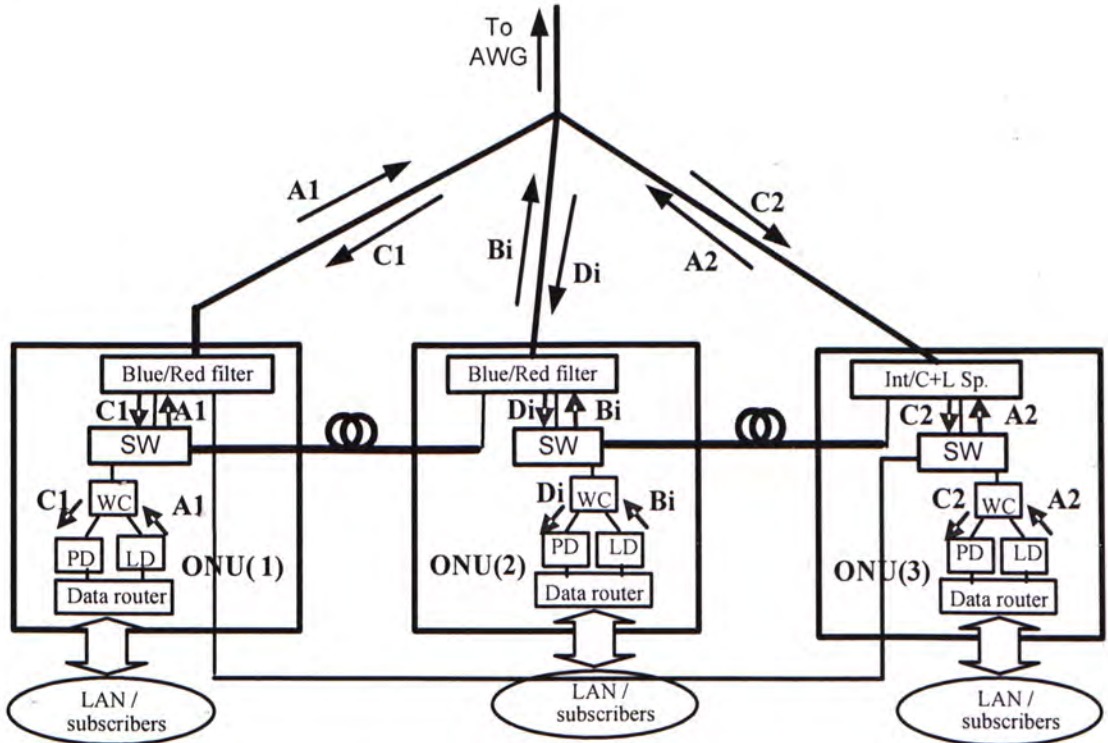 To
AWG
A1
C1
Bi
Di
C2
A2
Blue/Red filter
C1
A1
SW
C1
WC
A1
PD
LD
ONU(1)
Data router
LAN /
subscribers
Blue/Red filter
Di
Bi
SW
Di
WC
Bi
PD
LD
ONU(2)
Data router
LAN /
subscribers
Int/C+L Sp.
C2
A2
SW
C2
WC
A2
PD
LD
ONU(3)
Data router
LAN /
subscribers